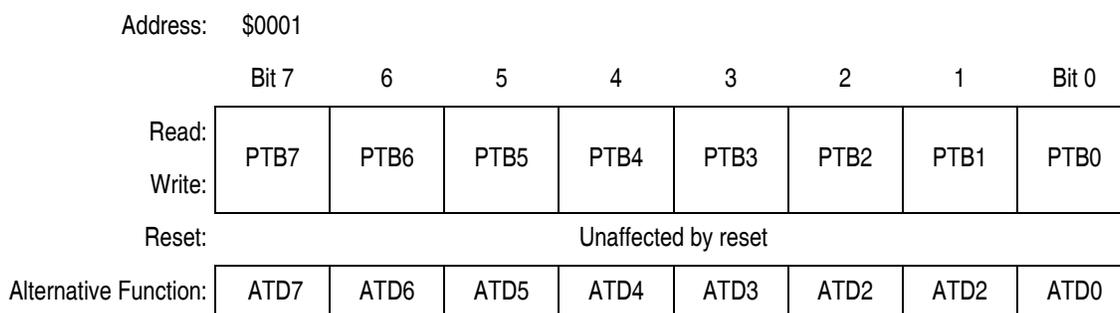 Address: $0001
Bit 7 6 5 4 3 2 1 Bit 0
Read:
PTB7 PTB6 PTB5 PTB4 PTB3 PTB2 PTB1 PTB0
Write:
Reset: Unaffected by reset
Alternative Function: ATD7 ATD6 ATD5 ATD4 ATD3 ATD2 ATD2 ATD0